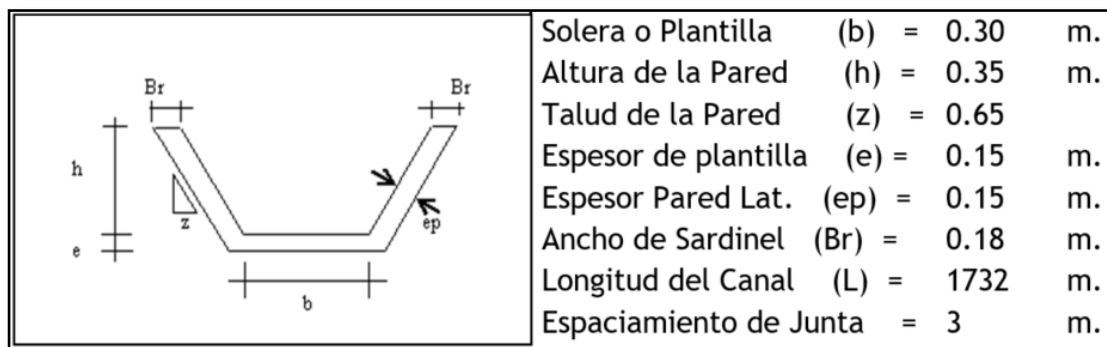 Br Br
h
z
e
ep
b
Solera o Plantilla (b) = 0.30 m.
Altura de la Pared (h) = 0.35 m.
Talud de la Pared (z) = 0.65
Espesor de plantilla (e) = 0.15 m.
Espesor Pared Lat. (ep) = 0.15 m.
Ancho de Sardinel (Br) = 0.18 m.
Longitud del Canal (L) = 1732 m.
Espaciamiento de Junta = 3 m.